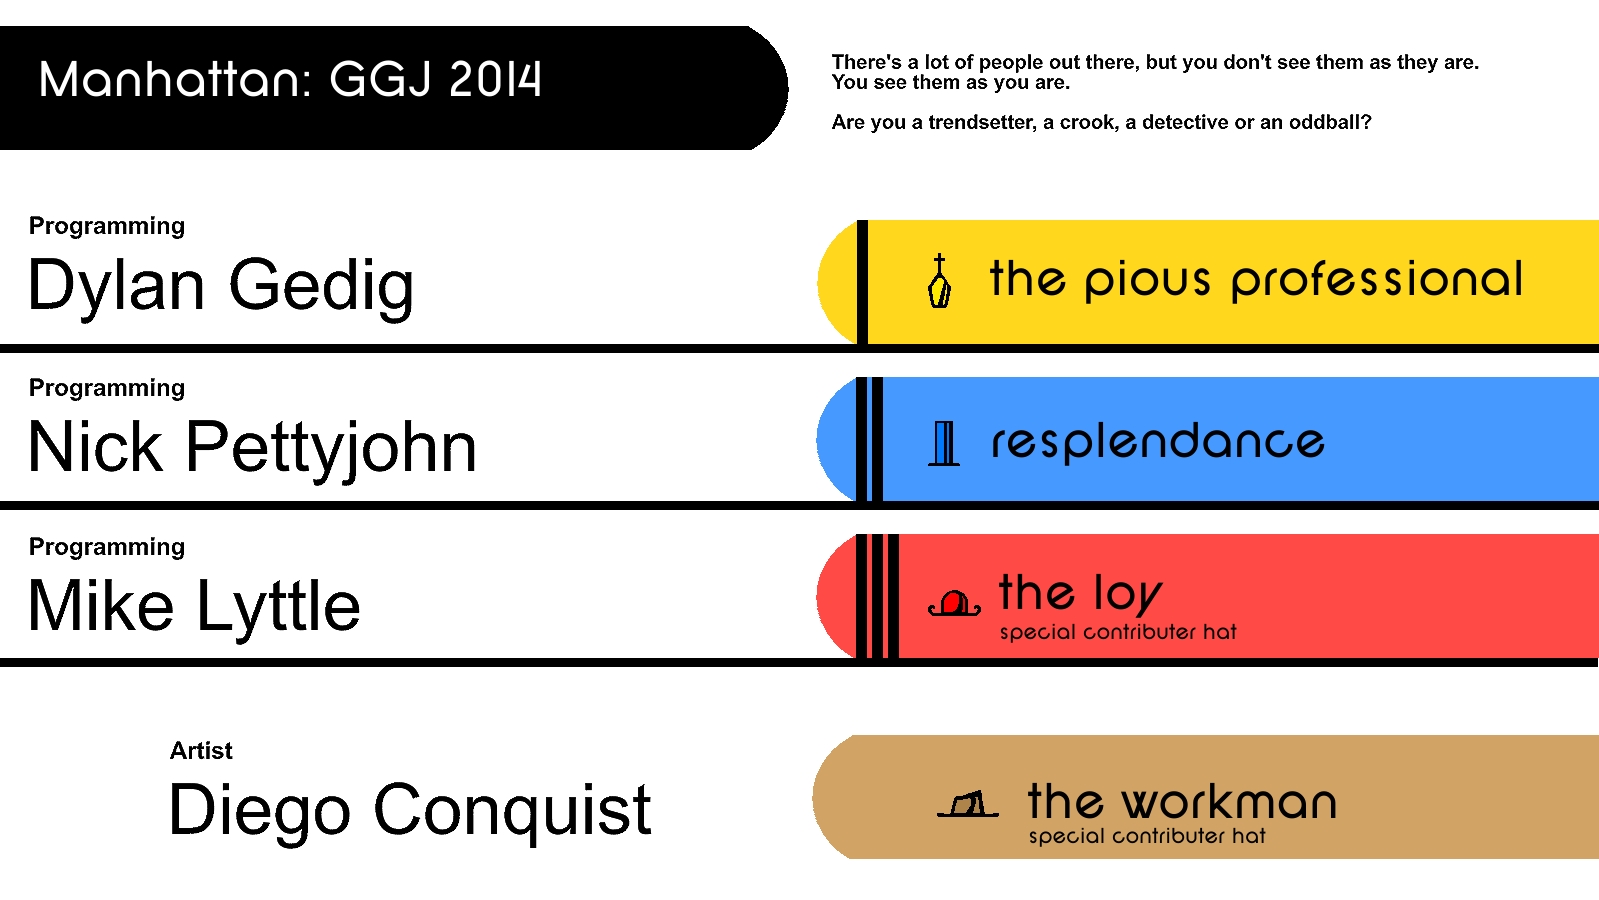 Manhattan: GGJ 2014
There's a lot of people out there, but you don't see them as they are.
You see them as you are.
Are you a trendsetter, a crook, a detective or an oddball?
Programming
Dylan Gedig
the pious professional
Programming
Nick Pettyjohn
resplendance
Programming
Mike Lyttle
the loy
special contributer hat
Artist
Diego Conquist
the workman
special contributer hat